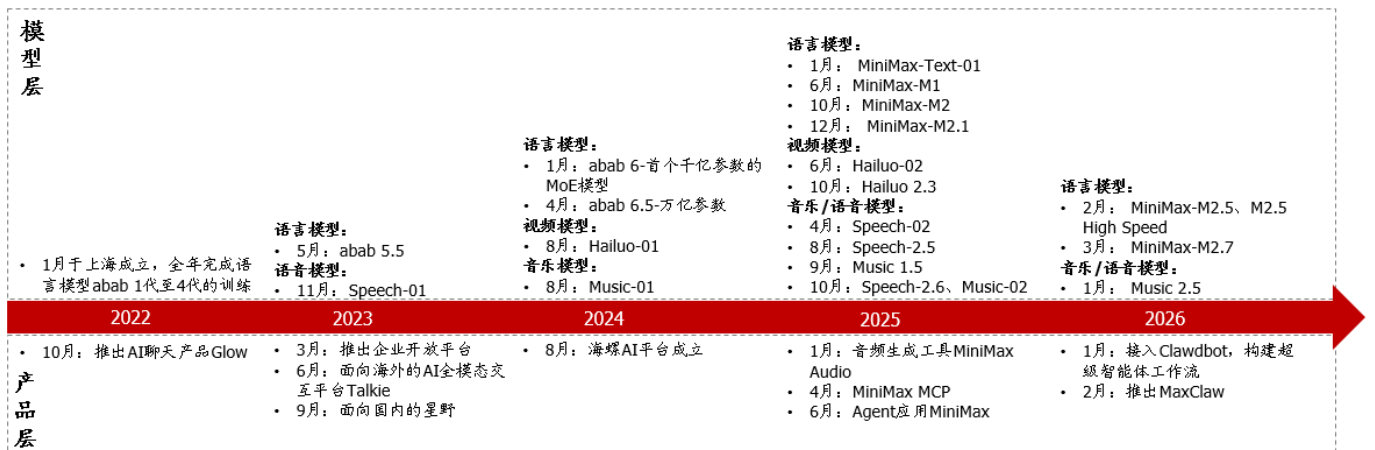 模
型
层
• 1月于上海成立，全年完成语
言模型abab 1代至4代的训练
语言模型：
• 5月：abab 5.5
语音模型：
• 11月：Speech-01
语言模型：
• 1月：abab 6-首个千亿参数的
MoE模型
• 4月：abab 6.5-万亿参数
视频模型：
• 8月：Hailuo-01
音乐模型：
• 8月：Music-01
语言模型：
• 1月： MiniMax-Text-01
• 6月：MiniMax-M1
• 10月：MiniMax-M2
• 12月： MiniMax-M2.1
视频模型：
• 6月：Hailuo-02
• 10月：Hailuo 2.3
音乐/语音模型：
• 4月：Speech-02
• 8月：Speech-2.5
• 9月：Music 1.5
• 10月：Speech-2.6、Music-02
语言模型：
• 2月： MiniMax-M2.5、M2.5
High Speed
• 3月：MiniMax-M2.7
音乐/语音模型：
• 1月： Music 2.5
2022
2023
2024
2025
2026
• 10月：推出AI聊天产品Glow
产
品
层
• 3月：推出企业开放平台
• 6月：面向海外的AI全模态交
互平台Talkie
• 9月：面向国内的星野
• 8月：海螺AI平台成立
• 1月：音频生成工具MiniMax
Audio
• 4月：MiniMax MCP
• 6月：Agent应用MiniMax
• 1月：接入Clawdbot，构建超
级智能体工作流
• 2月：推出MaxClaw